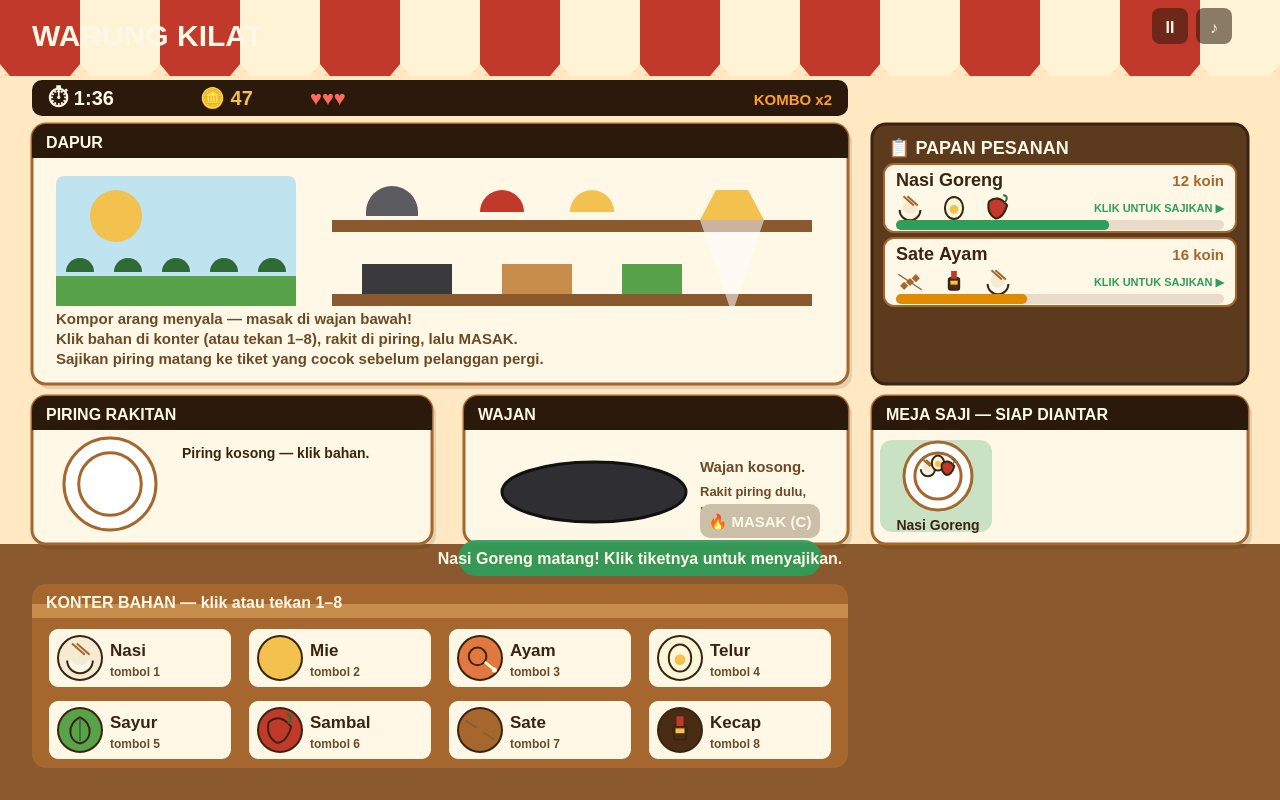 WARUNG KILAT
1:36
47
KOMBO x2
DAPUR
Kompor arang menyala — masak di wajan bawah!
Klik bahan di konter (atau tekan 1–8), rakit di piring, lalu MASAK.
Sajikan piring matang ke tiket yang cocok sebelum pelanggan pergi.
PAPAN PESANAN
Nasi Goreng
12 koin
KLIK UNTUK SAJIKAN ▶
Sate Ayam
16 koin
KLIK UNTUK SAJIKAN ▶
PIRING RAKITAN
Piring kosong — klik bahan.
WAJAN
Wajan kosong.
Rakit piring dulu,
MASAK (C)
MEJA SAJI — SIAP DIANTAR
Nasi Goreng
Nasi Goreng matang! Klik tiketnya untuk menyajikan.
KONTER BAHAN — klik atau tekan 1–8
Nasi
tombol 1
Mie
tombol 2
Ayam
tombol 3
Telur
tombol 4
Sayur
tombol 5
Sambal
tombol 6
Sate
tombol 7
Kecap
tombol 8